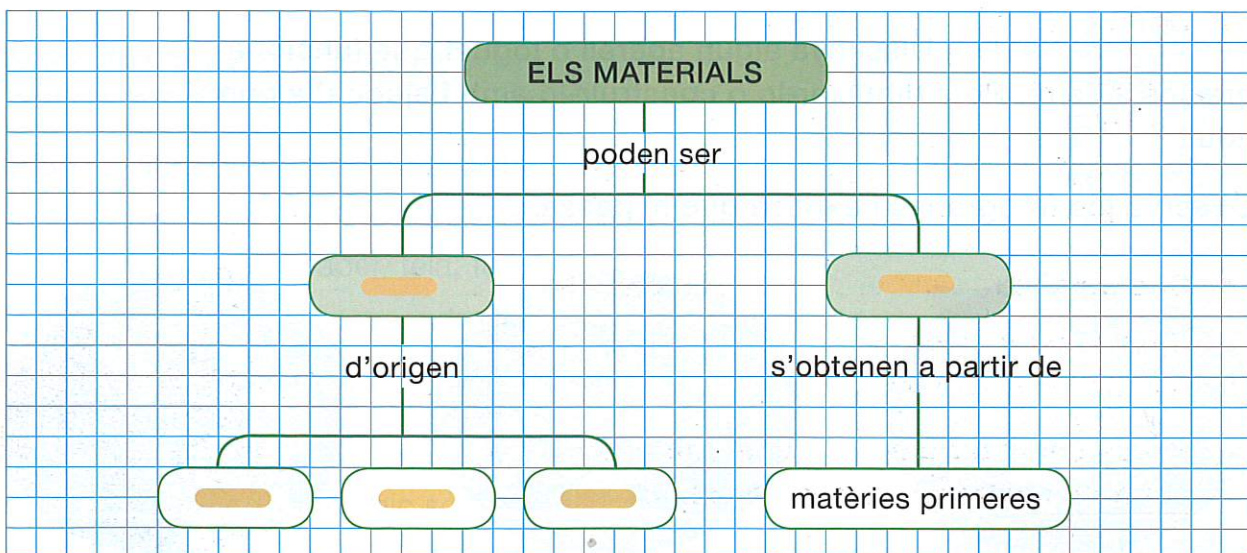 ELS MATERIALS
poden ser
d'origen
s'obtenen a partir de
matèries primeres